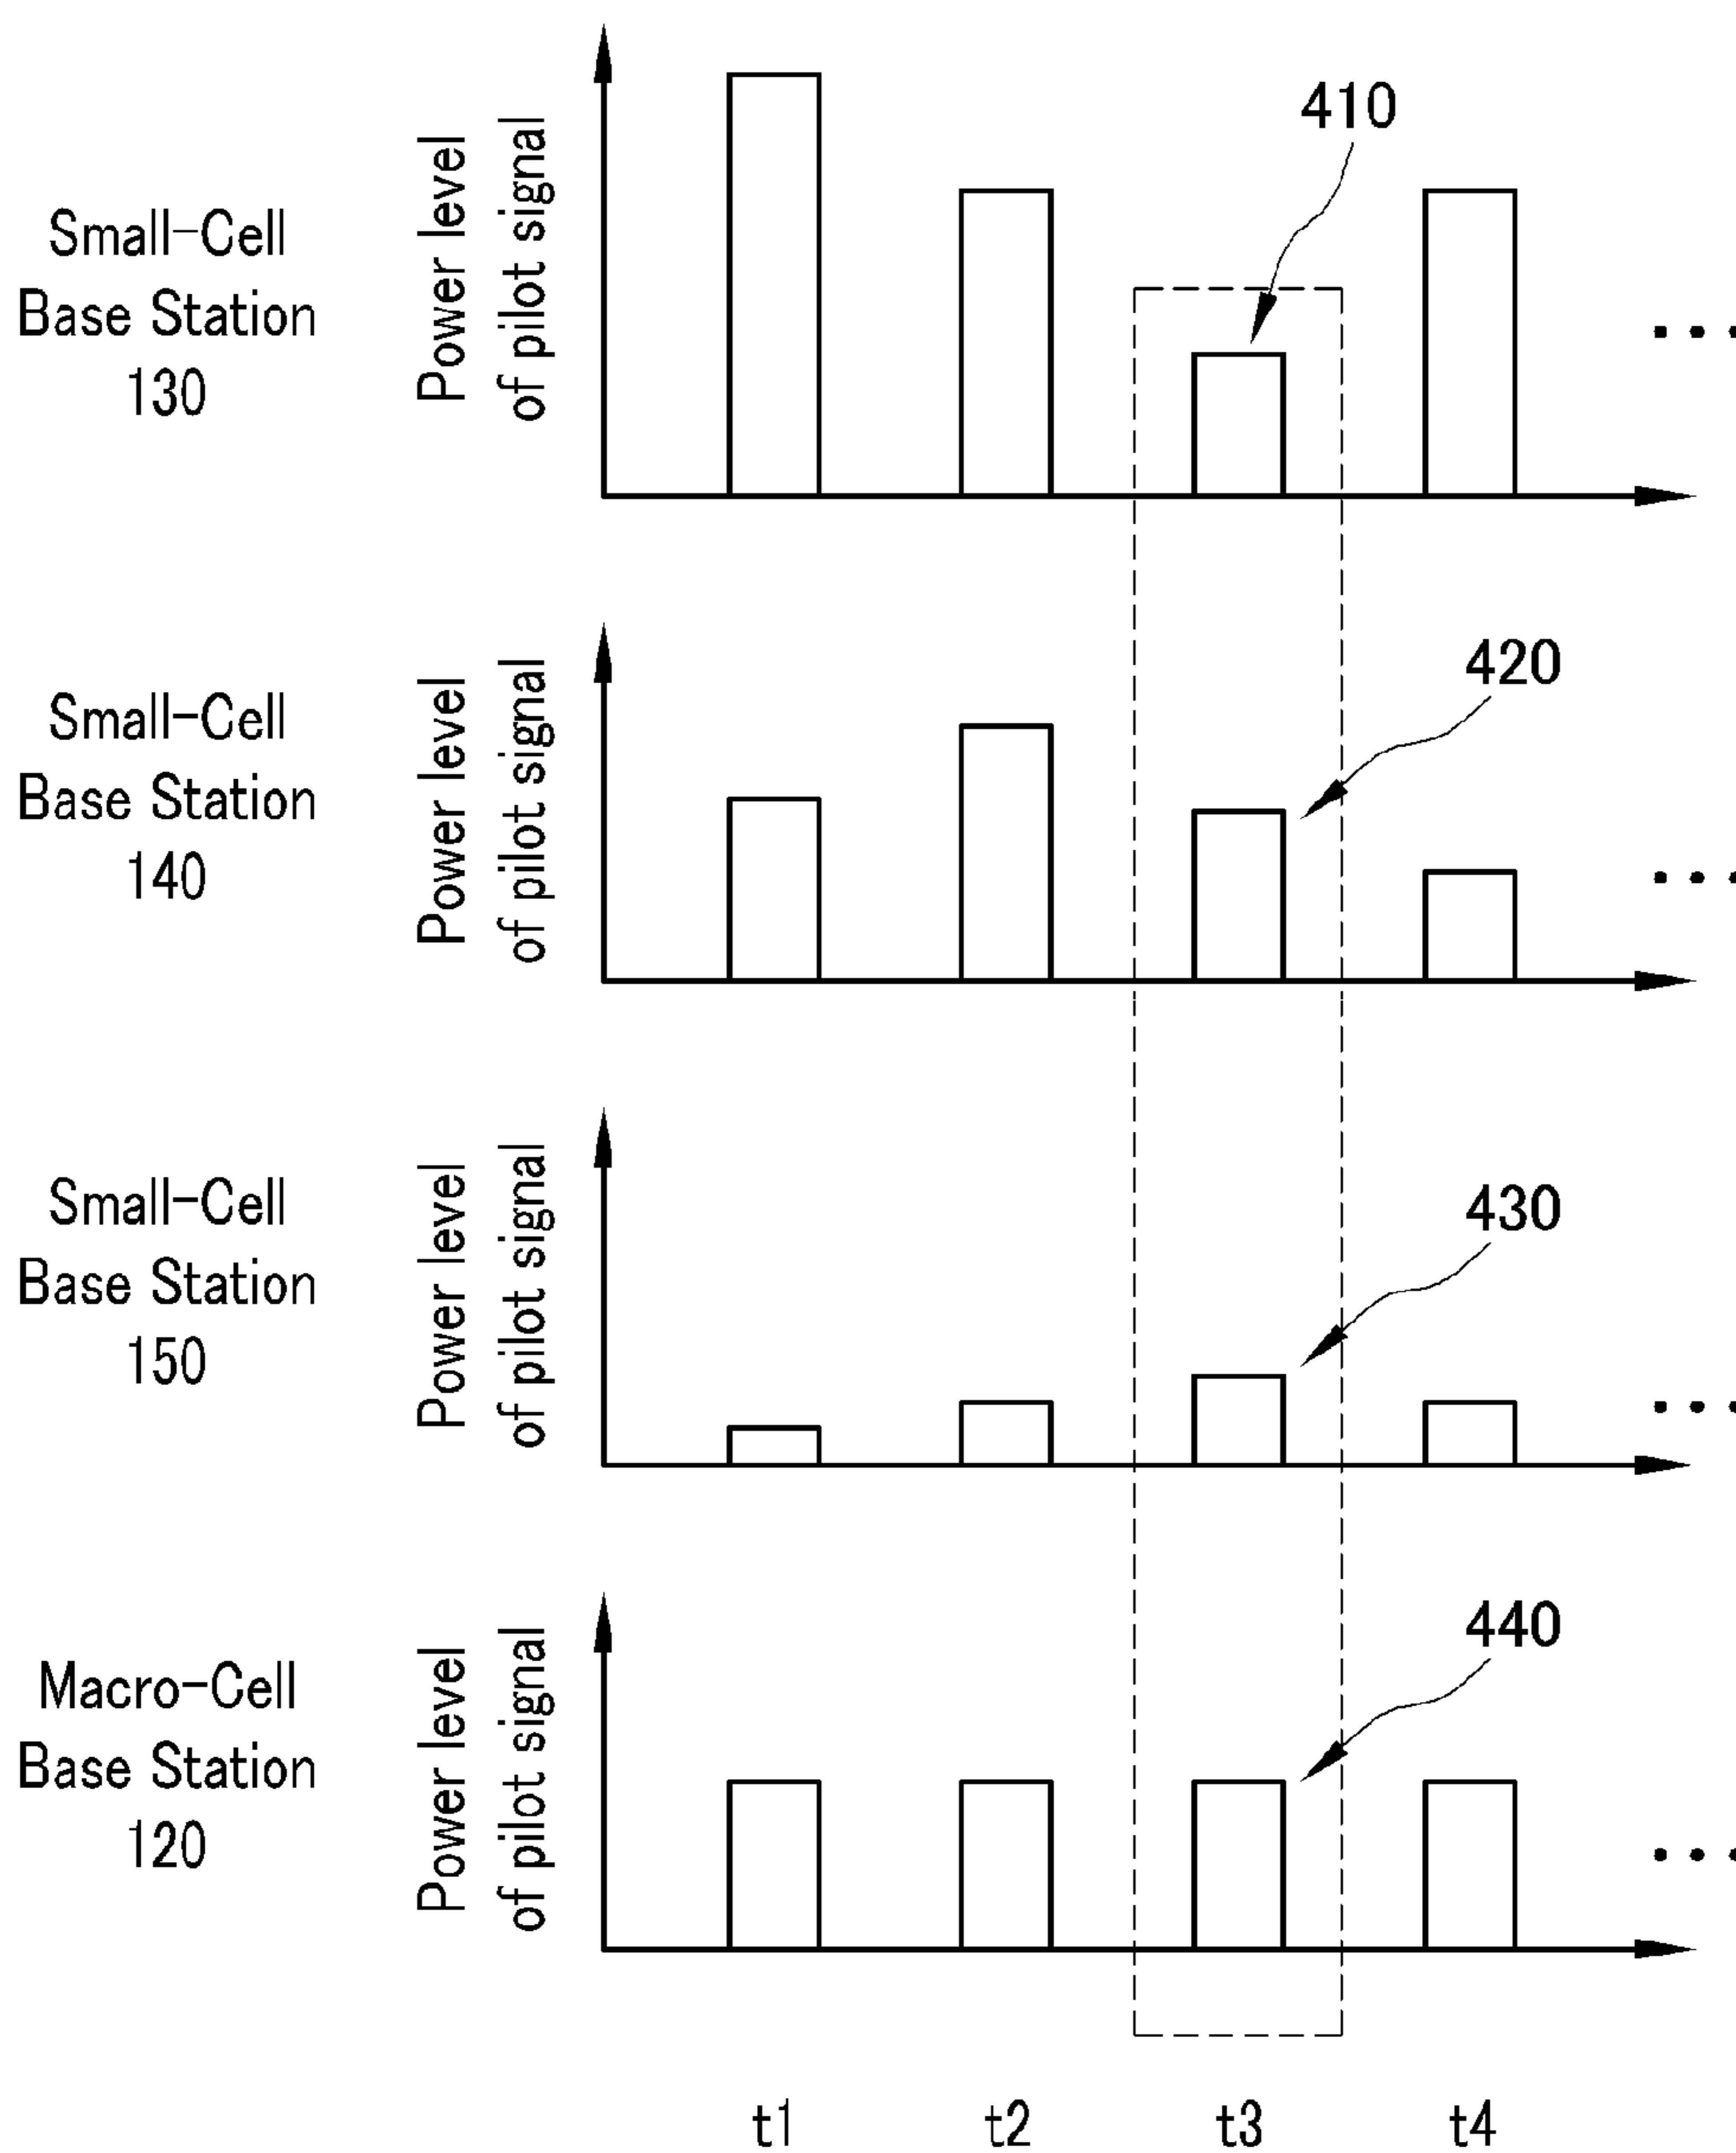 Small-Cell
Base Station
130
Power level
of pilot signal
410
...
Small-Cell
Base Station
140
Power level
of pilot signal
420
...
Small-Cell
Base Station
150
Power level
of pilot signal
430
...
Macro-Cell
Base Station
120
Power level
of pilot signal
440
...
t1 t2 t3 t4